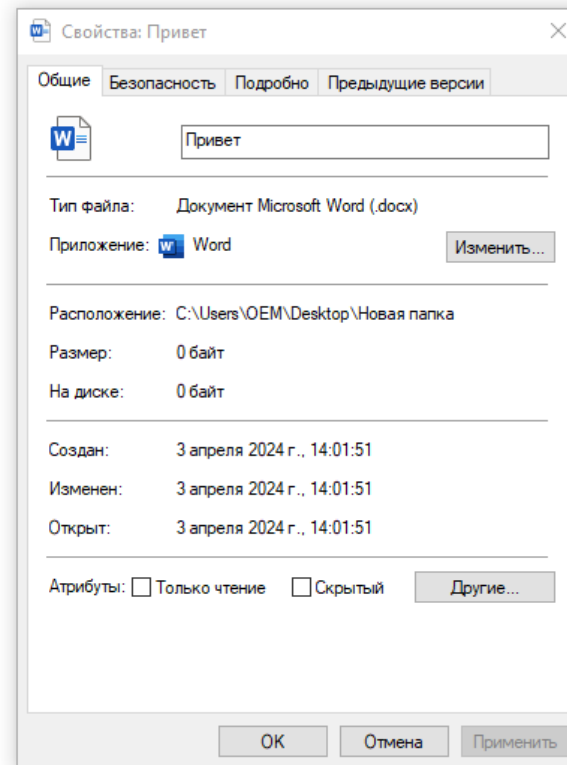 Свойства: Привет
Общие Безопасность Подробно Предыдущие версии
Привет
Тип файла: Документ Microsoft Word (.docx)
Приложение: Word Изменить...
Расположение: C:\Users\OEM\Desktop\Новая папка
Размер: 0 байт
На диске: 0 байт
Создан: 3 апреля 2024 г., 14:01:51
Изменен: 3 апреля 2024 г., 14:01:51
Открыт: 3 апреля 2024 г., 14:01:51
Атрибуты: Только чтение Скрытый Другие...
OK Отмена Применить